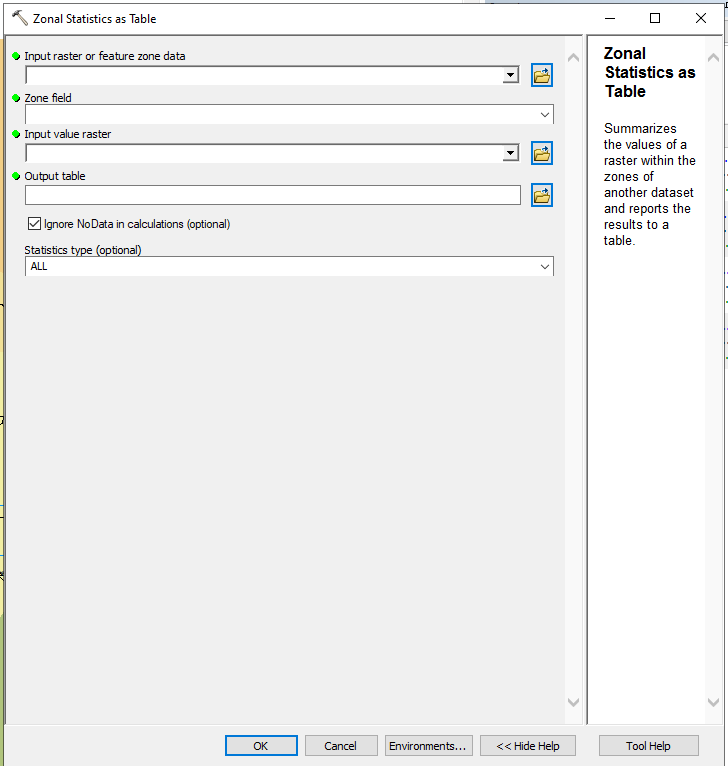 Zonal Statistics as Table
Input raster or feature zone data
Zone field
Input value raster
Output table
Ignore NoData in calculations (optional)
Statistics type (optional)
ALL
Zonal
Statistics as
Table
Summarizes
the values of a
raster within the
zones of
another dataset
and reports the
results to a
table.
OK
Cancel
Environments...
<< Hide Help
Tool Help